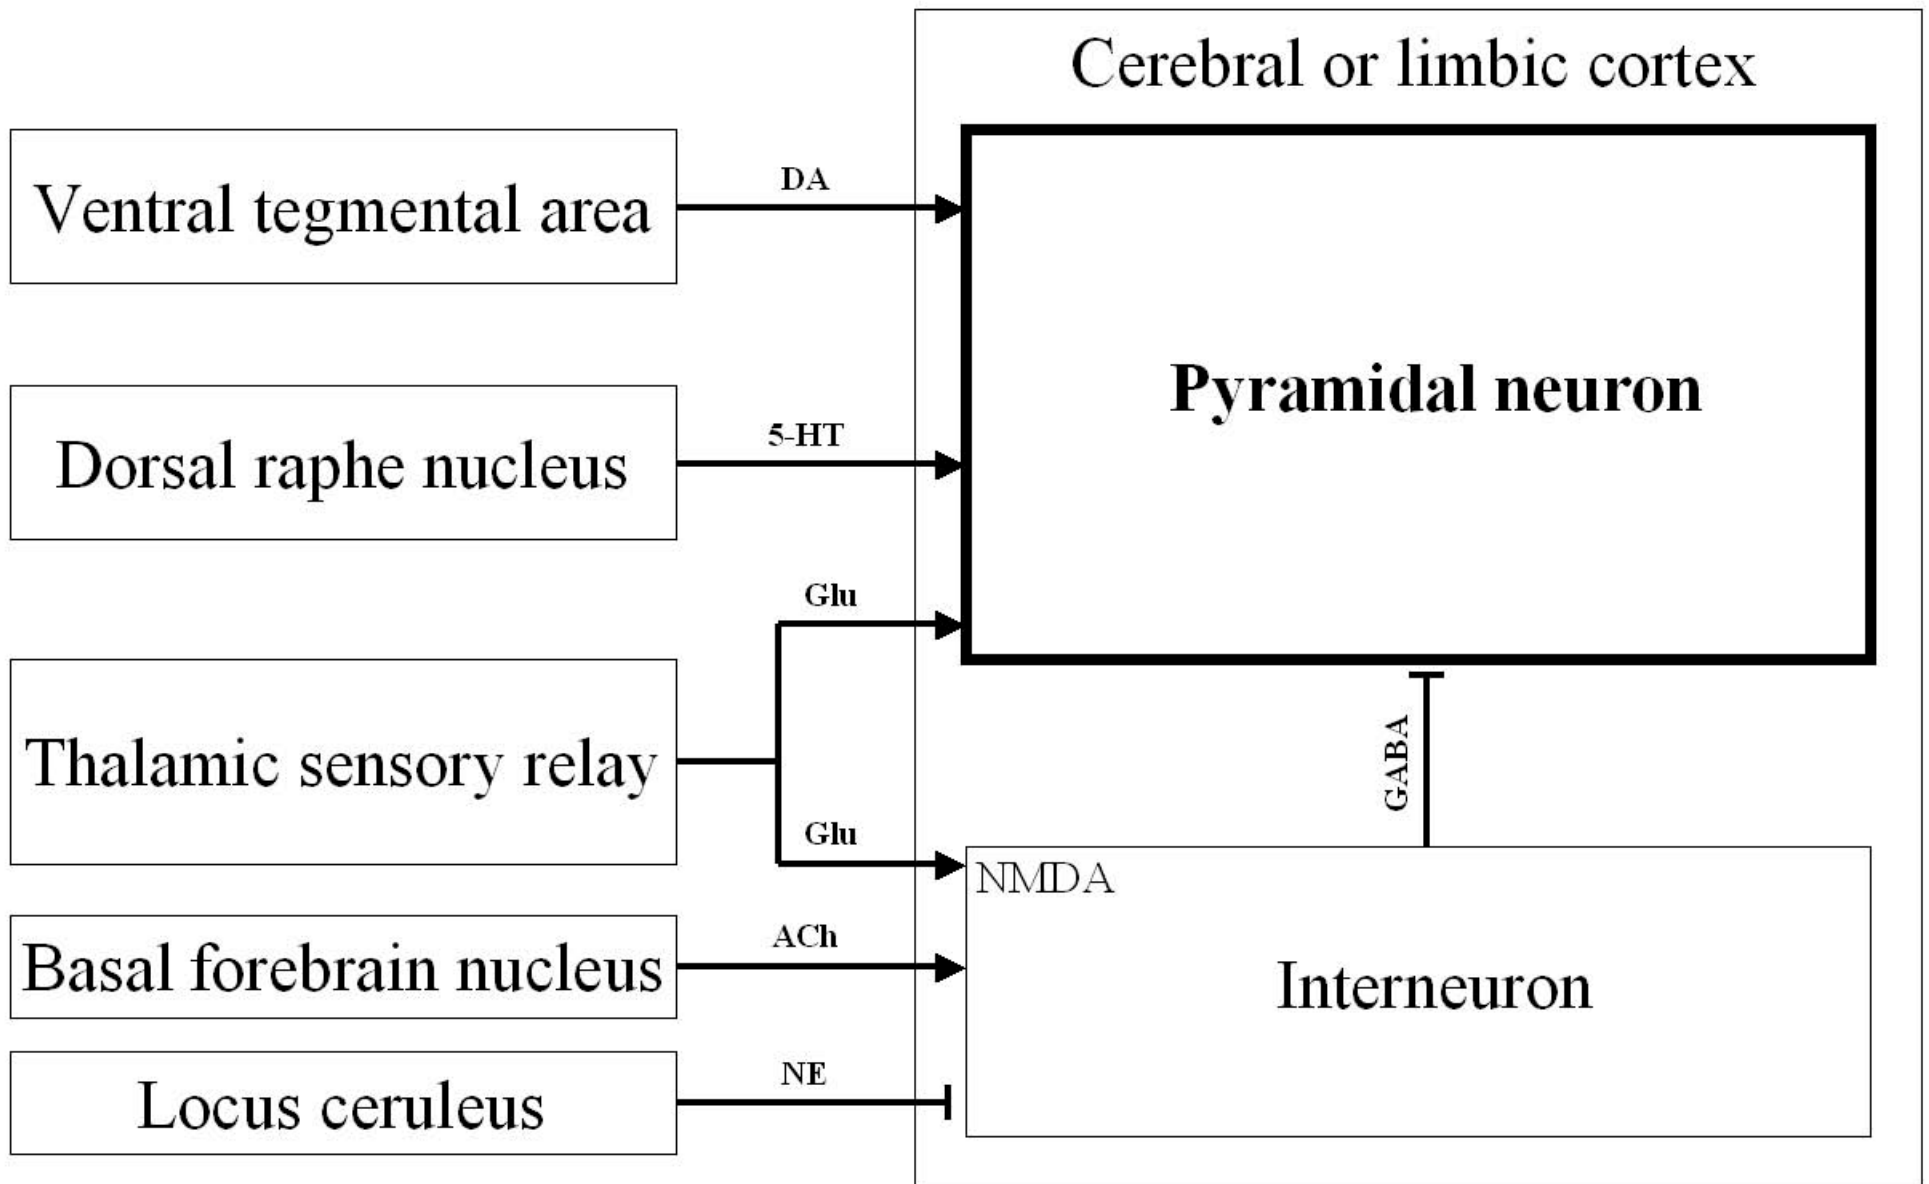 Cerebral or limbic cortex
Ventral tegmental area
DA
Pyramidal neuron
Dorsal raphe nucleus
5-HT
Glu
Thalamic sensory relay
GABA
Glu
NMDA
Basal forebrain nucleus
ACh
Interneuron
Locus ceruleus
NE